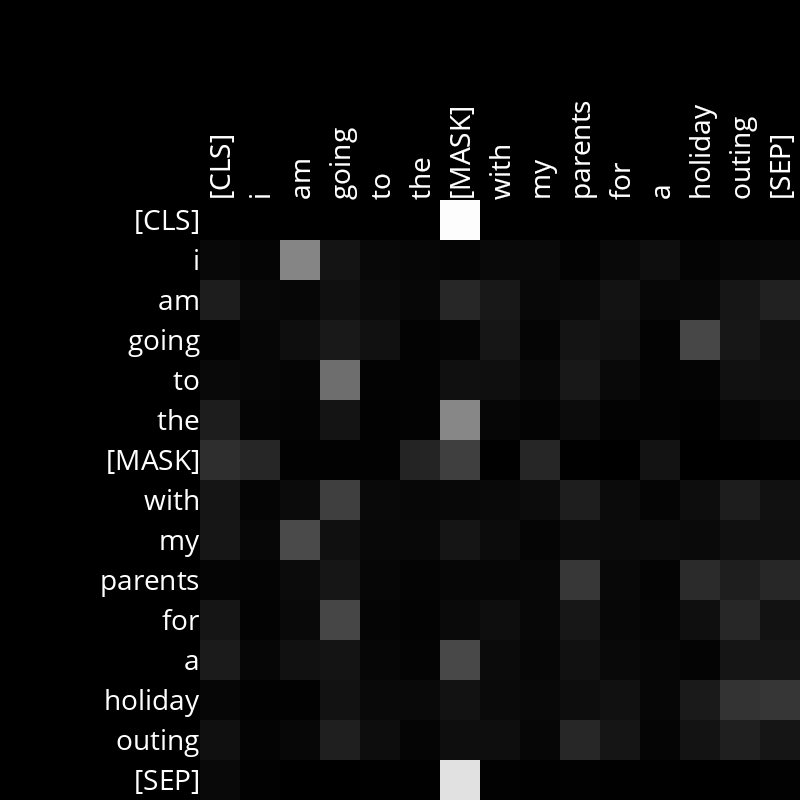 [CLS] i am going to the [MASK] with my parents for a holiday outing [SEP]
[CLS]
i
am
going
to
the
[MASK]
with
my
parents
for
a
holiday
outing
[SEP]